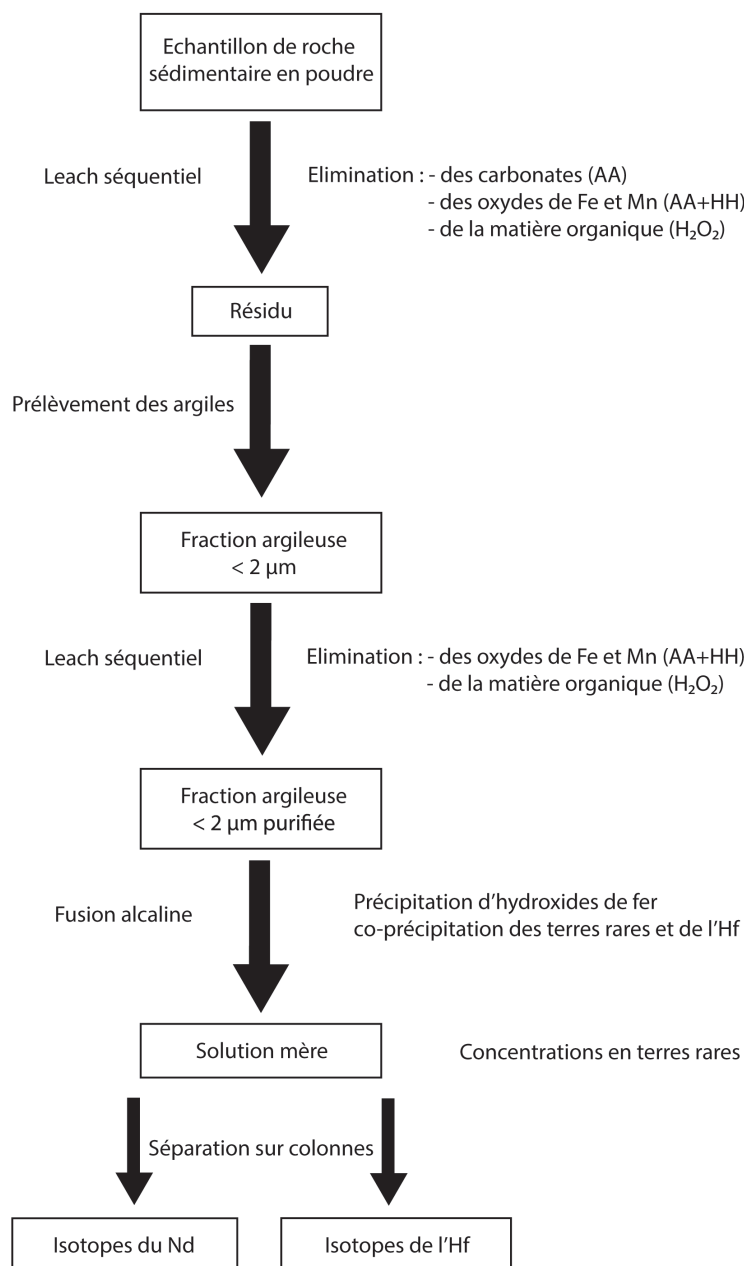 Echantillon de roche
sédimentaire en poudre
Leach séquentiel
Elimination : - des carbonates (AA)
- des oxydes de Fe et Mn (AA+HH)
- de la matière organique (H₂O₂)
Résidu
Prélèvement des argiles
Fraction argileuse
< 2 µm
Leach séquentiel
Elimination : - des oxydes de Fe et Mn (AA+HH)
- de la matière organique (H₂O₂)
Fraction argileuse
< 2 µm purifiée
Fusion alcaline
Précipitation d’hydroxides de fer
co-précipitation des terres rares et de l’Hf
Solution mère
Concentrations en terres rares
Séparation sur colonnes
Isotopes du Nd
Isotopes de l’Hf